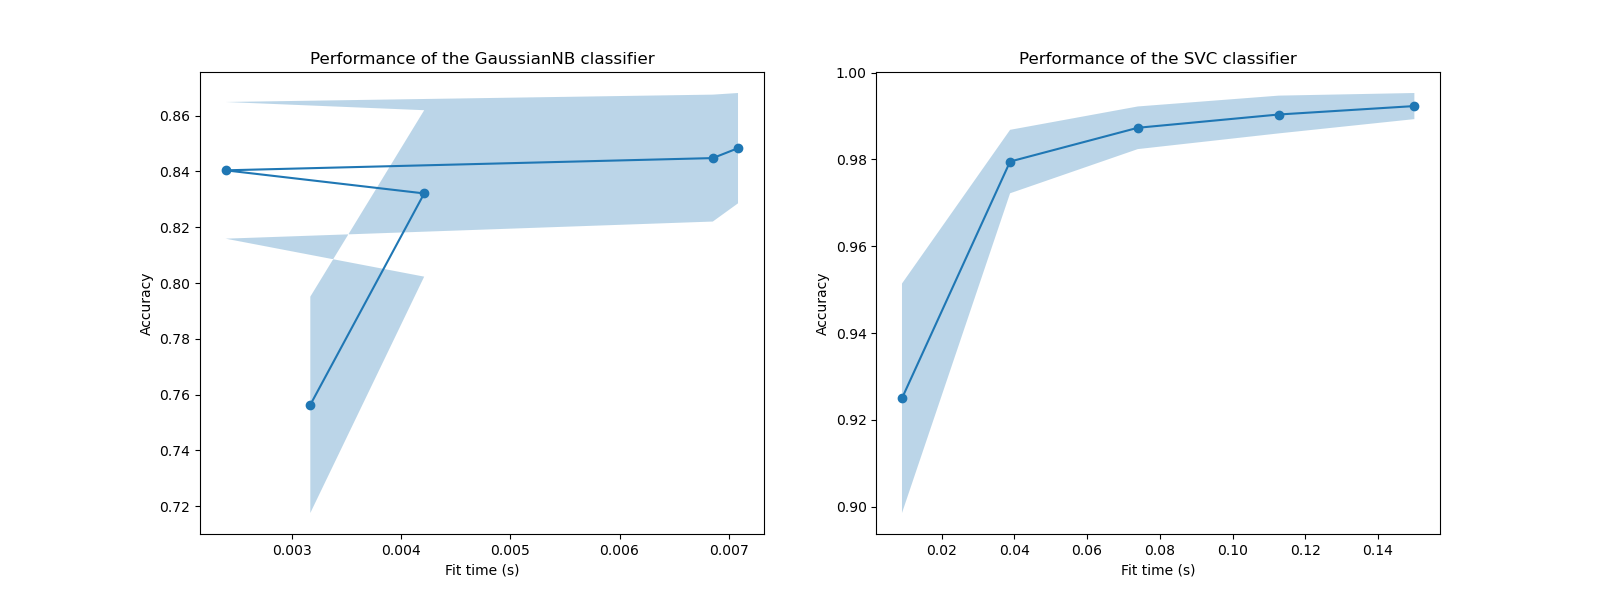 Performance of the GaussianNB classifier
0.86
0.84
0.82
0.80
0.78
0.76
0.74
0.72
Accuracy
0.003 0.004 0.005 0.006 0.007
Fit time (s)
Performance of the SVC classifier
1.00
0.98
0.96
0.94
0.92
0.90
Accuracy
0.02 0.04 0.06 0.08 0.10 0.12 0.14
Fit time (s)